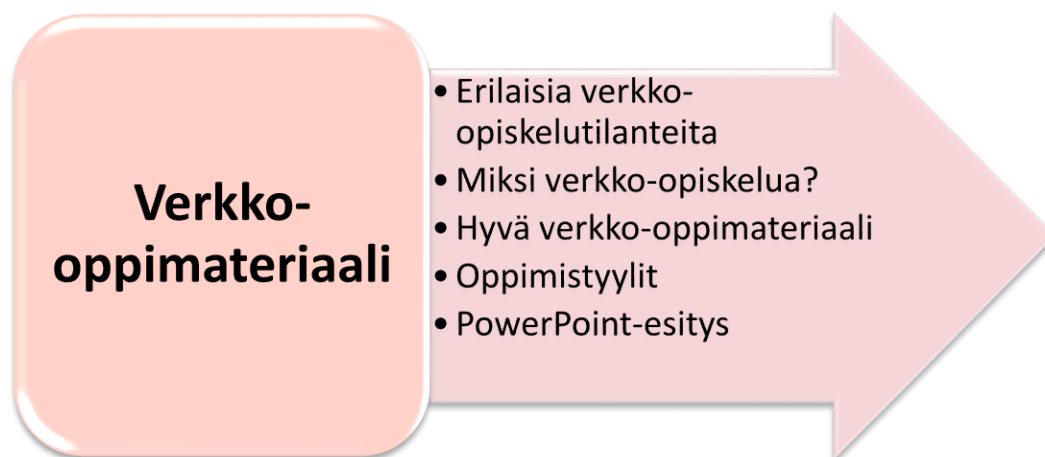 Verkko-
oppimateriaali
• Erilaisia verkko-
opiskelutilanteita
• Miksi verkko-opiskelua?
• Hyvä verkko-oppimateriaali
• Oppimistyylit
• PowerPoint-esitys